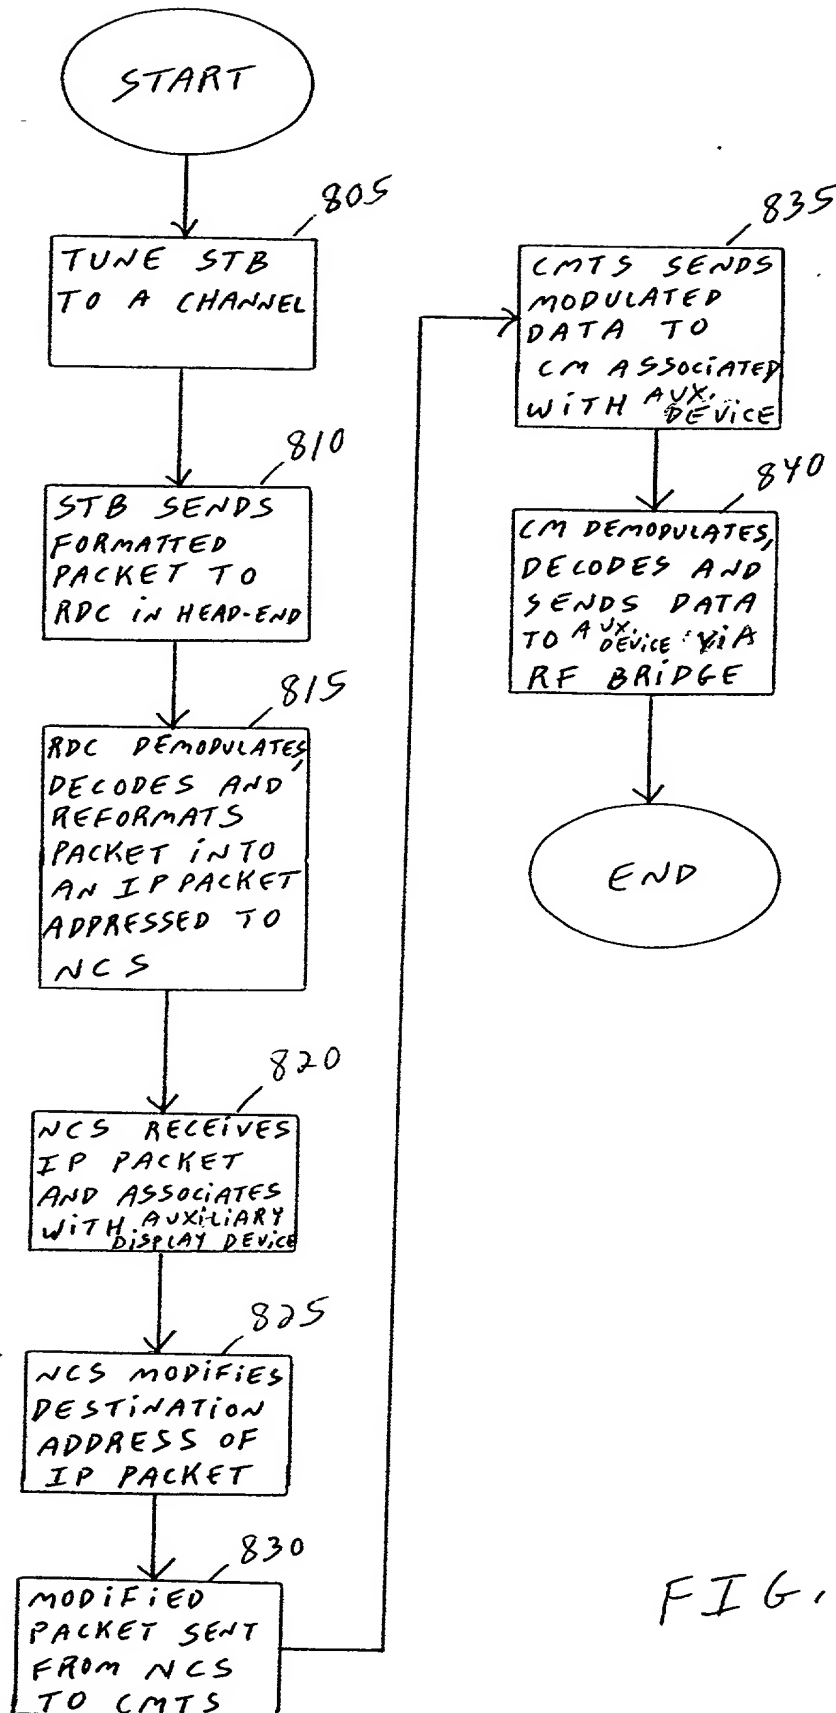 START
805
TUNE STB
TO A CHANNEL
810
STB SENDS
FORMATTED
PACKET TO
RDC iN HEAD-END
815
RDC DEMODULATES,
DECODES AND
REFORMATS
PACKET iNTO
AN IP PACKET
ADDRESSED TO
NCS
820
NCS RECEiVES
IP PACKET
AND ASSOCiATES
WiTH AUXiLiARY
DiSPLAY DEViCE
825
NCS MODiFiES
DESTiNATiON
ADDRESS OF
IP PACKET
830
MODiFiED
PACKET SENT
FROM NCS
TO CMTS
835
CMTS SENDS
MODULATED
DATA TO
CM ASSOCiATED
WiTH AUX.
DEViCE
840
CM DEMODULATES,
DECODES AND
SENDS DATA
TO AUX.
DEViCE ViA
RF BRiDGE
END
FIG.